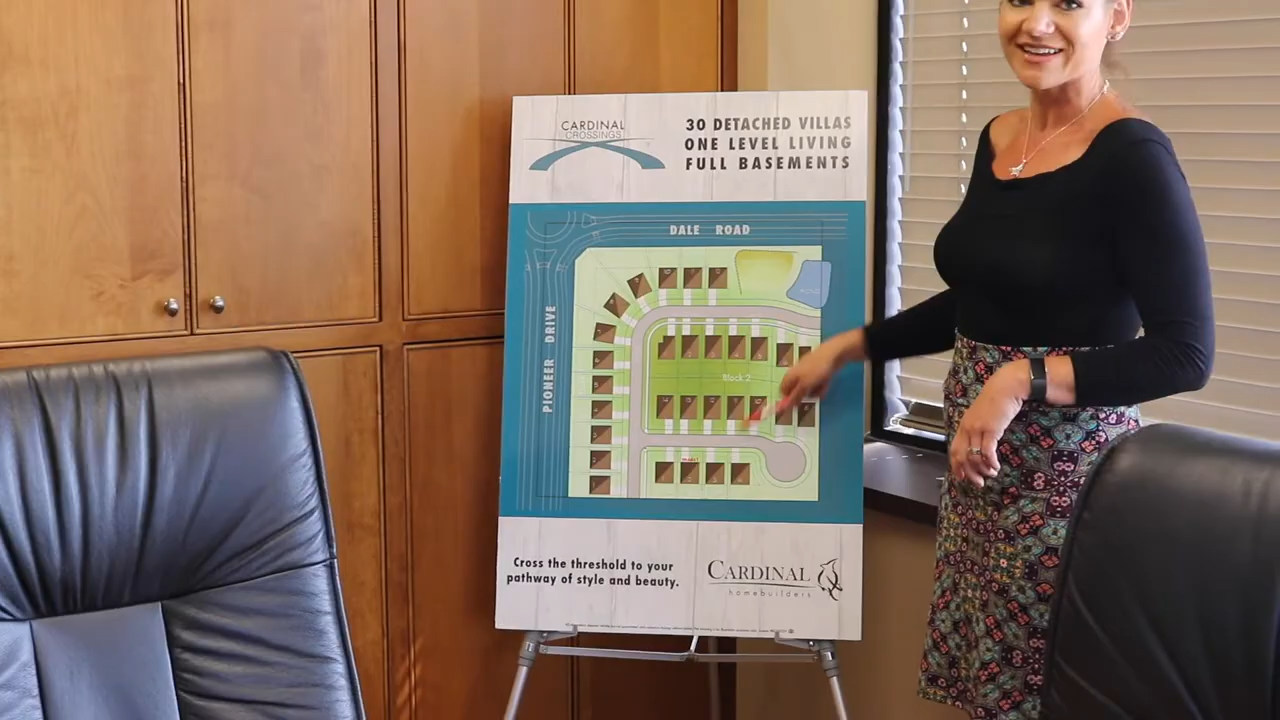 CARDINAL
CROSSINGS
30 DETACHED VILLAS
ONE LEVEL LIVING
FULL BASEMENTS
DALE ROAD
PIONEER DRIVE
Block 2
Cross the threshold to your
pathway of style and beauty.
CARDINAL
homebuilders